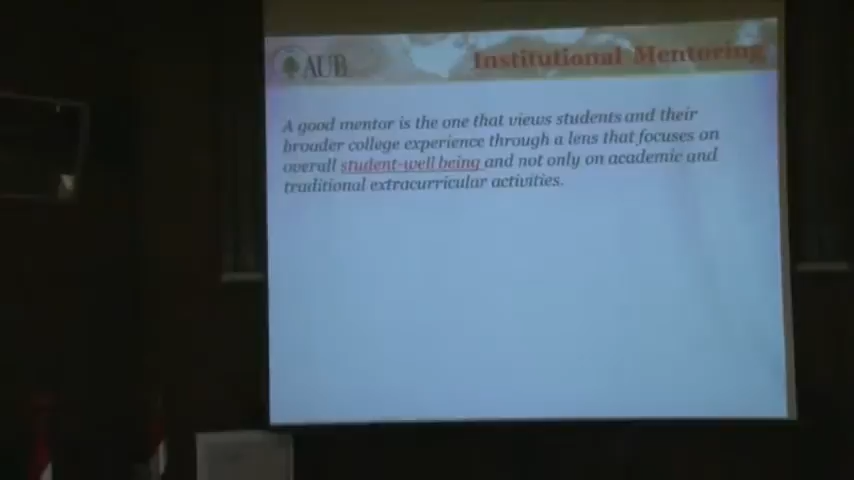 AUB
Institutional Mentoring
A good mentor is the one that views students and their
broader college experience through a lens that focuses on
overall student-well being and not only on academic and
traditional extracurricular activities.